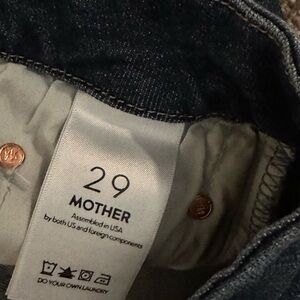 29
MOTHER
Assembled in USA
by both US and foreign components
DO YOUR OWN LAUNDRY